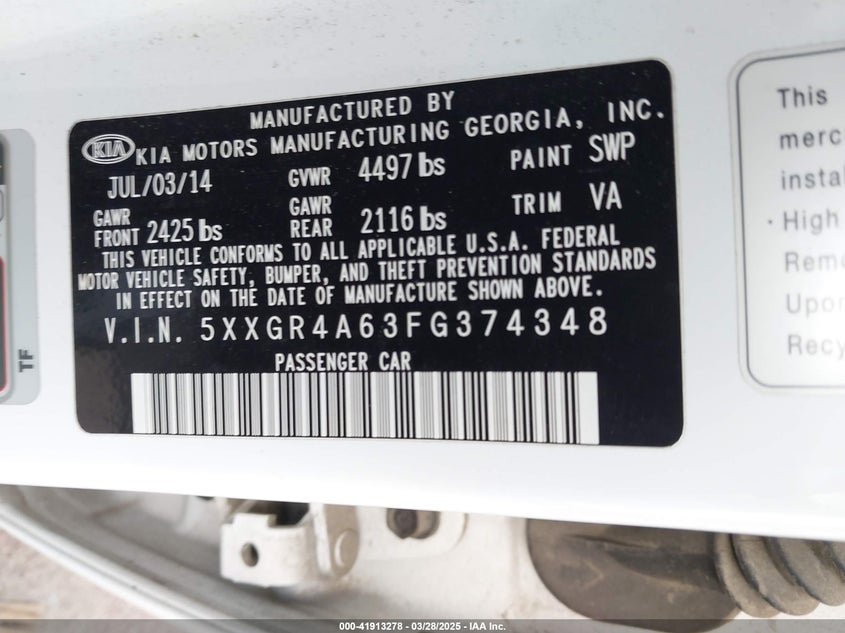 MANUFACTURED BY
KIA KIA MOTORS MANUFACTURING GEORGIA, INC.
JUL/03/14 GVWR 4497 lbs PAINT SWP
GAWR FRONT 2425 lbs GAWR REAR 2116 lbs TRIM VA
THIS VEHICLE CONFORMS TO ALL APPLICABLE U.S.A. FEDERAL
MOTOR VEHICLE SAFETY, BUMPER, AND THEFT PREVENTION STANDARDS
IN EFFECT ON THE DATE OF MANUFACTURE SHOWN ABOVE.
V.I.N. 5XXGR4A63FG374348
PASSENGER CAR
TF
This
merc
insta
· High
Remo
Upon
Recy
000-41913278 - 03/28/2025 - IAA Inc.